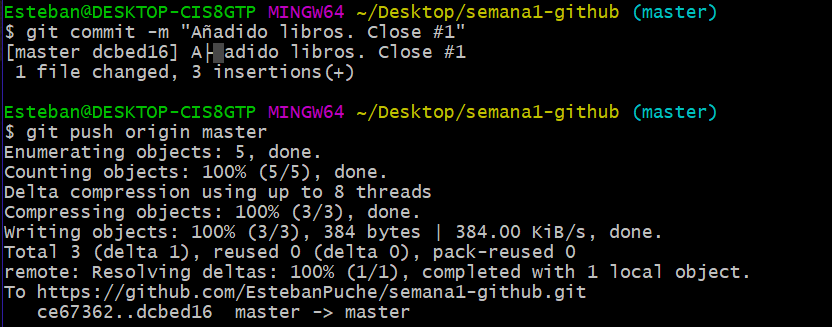 Esteban@DESKTOP-CIS8GTP MINGW64 ~/Desktop/semana1-github (master)
$ git commit -m "Añadido libros. Close #1"
[master dcbed16] A├▒adido libros. Close #1
 1 file changed, 3 insertions(+)

Esteban@DESKTOP-CIS8GTP MINGW64 ~/Desktop/semana1-github (master)
$ git push origin master
Enumerating objects: 5, done.
Counting objects: 100% (5/5), done.
Delta compression using up to 8 threads
Compressing objects: 100% (3/3), done.
Writing objects: 100% (3/3), 384 bytes | 384.00 KiB/s, done.
Total 3 (delta 1), reused 0 (delta 0), pack-reused 0
remote: Resolving deltas: 100% (1/1), completed with 1 local object.
To https://github.com/EstebanPuche/semana1-github.git
   ce67362..dcbed16  master -> master